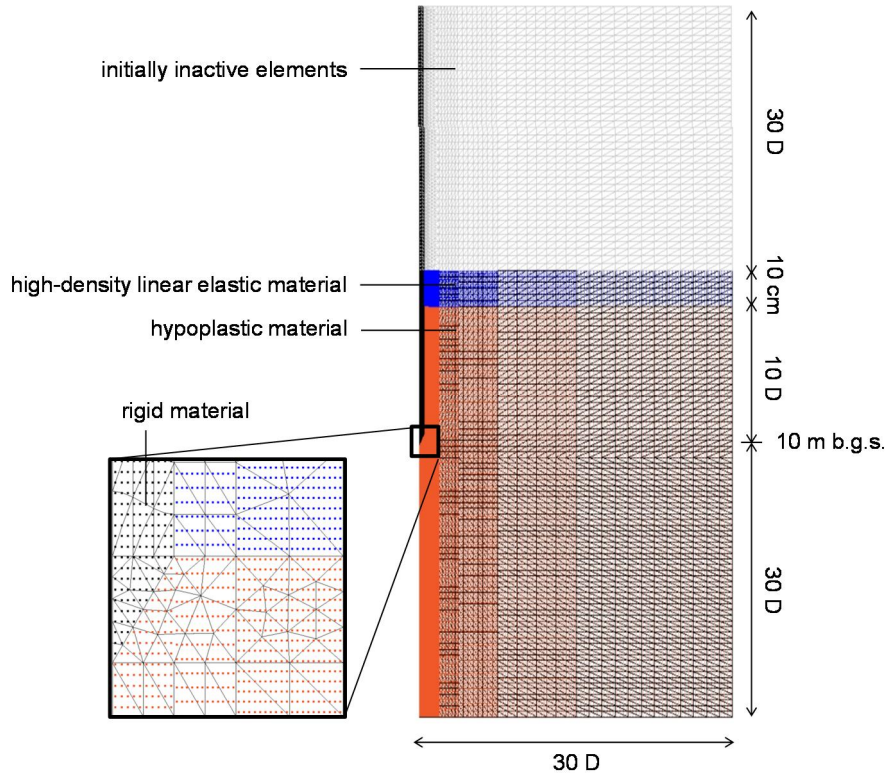 initially inactive elements
30 D
high-density linear elastic material
10 cm
hypoplastic material
10 D
rigid material
10 m b.g.s.
30 D
30 D